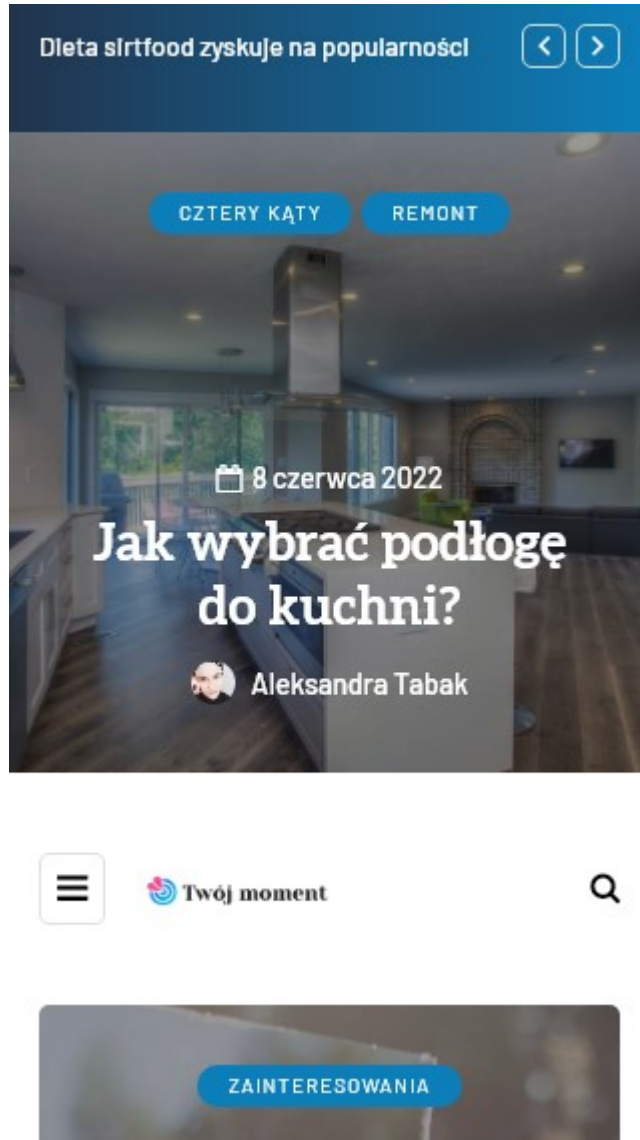 Dieta sirtfood zyskuje na popularności
CZTERY KĄTY
REMONT
8 czerwca 2022
Jak wybrać podłogę
do kuchni?
Aleksandra Tabak
Twój moment
ZAINTERESOWANIA